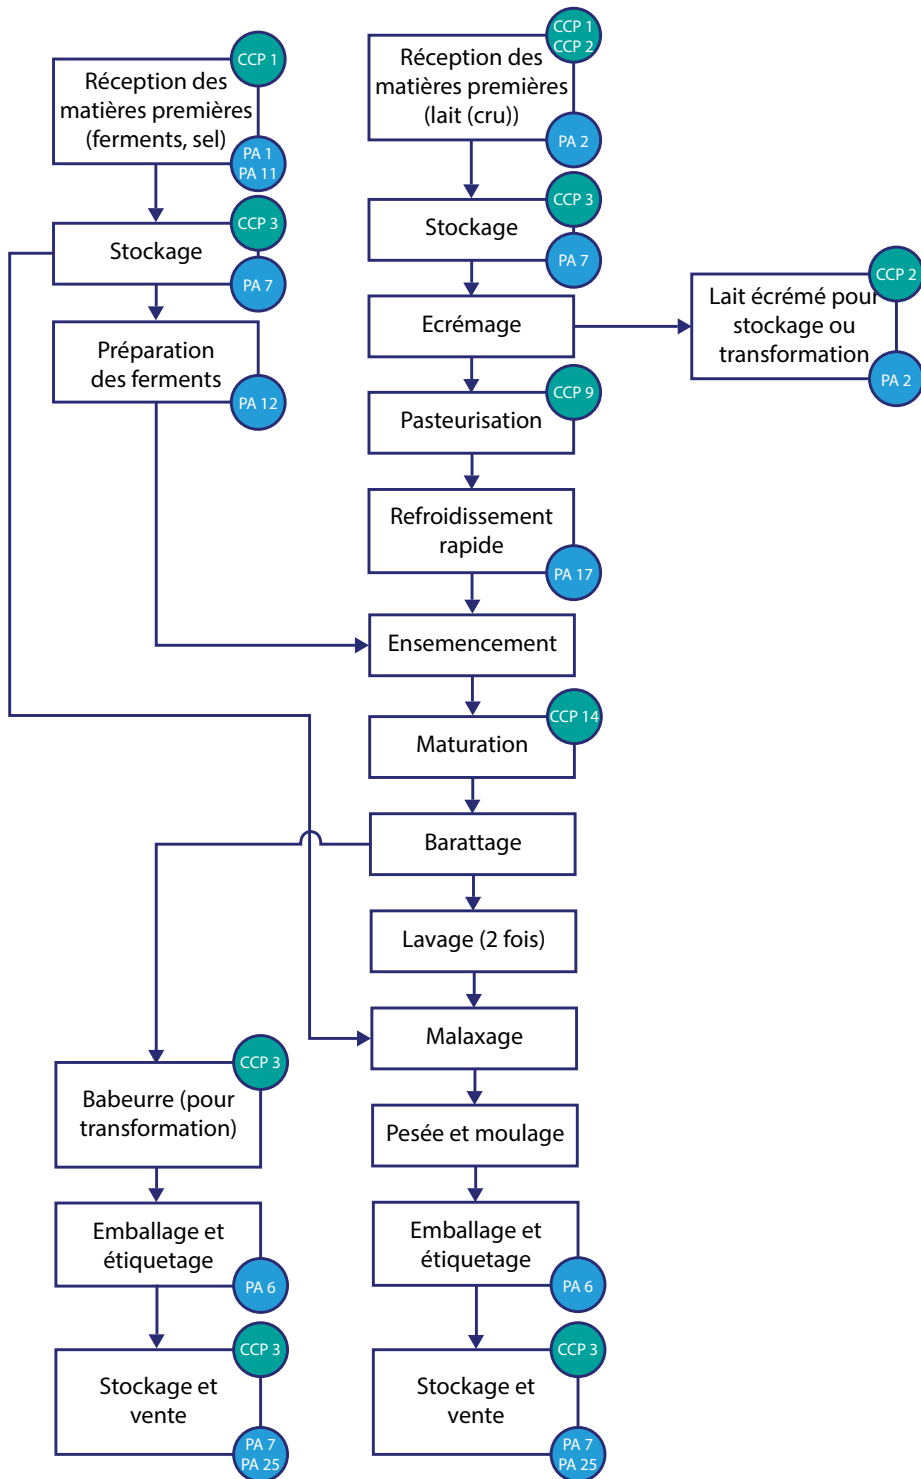 CCP 1
Réception des
matières premières
(ferments, sel)
PA 1
PA 11
CCP 1
CCP 2
Réception des
matières premières
(lait (cru))
PA 2
CCP 3
Stockage
PA 7
CCP 3
Stockage
PA 7
Préparation
des ferments
PA 12
Ecrémage
CCP 2
Lait écrémé pour
stockage ou
transformation
PA 2
CCP 9
Pasteurisation
Refroidissement
rapide
PA 17
Ensemencement
CCP 14
Maturation
Barattage
Lavage (2 fois)
Malaxage
CCP 3
Babeurre (pour
transformation)
Pesée et moulage
Emballage et
étiquetage
PA 6
Emballage et
étiquetage
PA 6
CCP 3
Stockage et
vente
PA 7
PA 25
CCP 3
Stockage et
vente
PA 7
PA 25